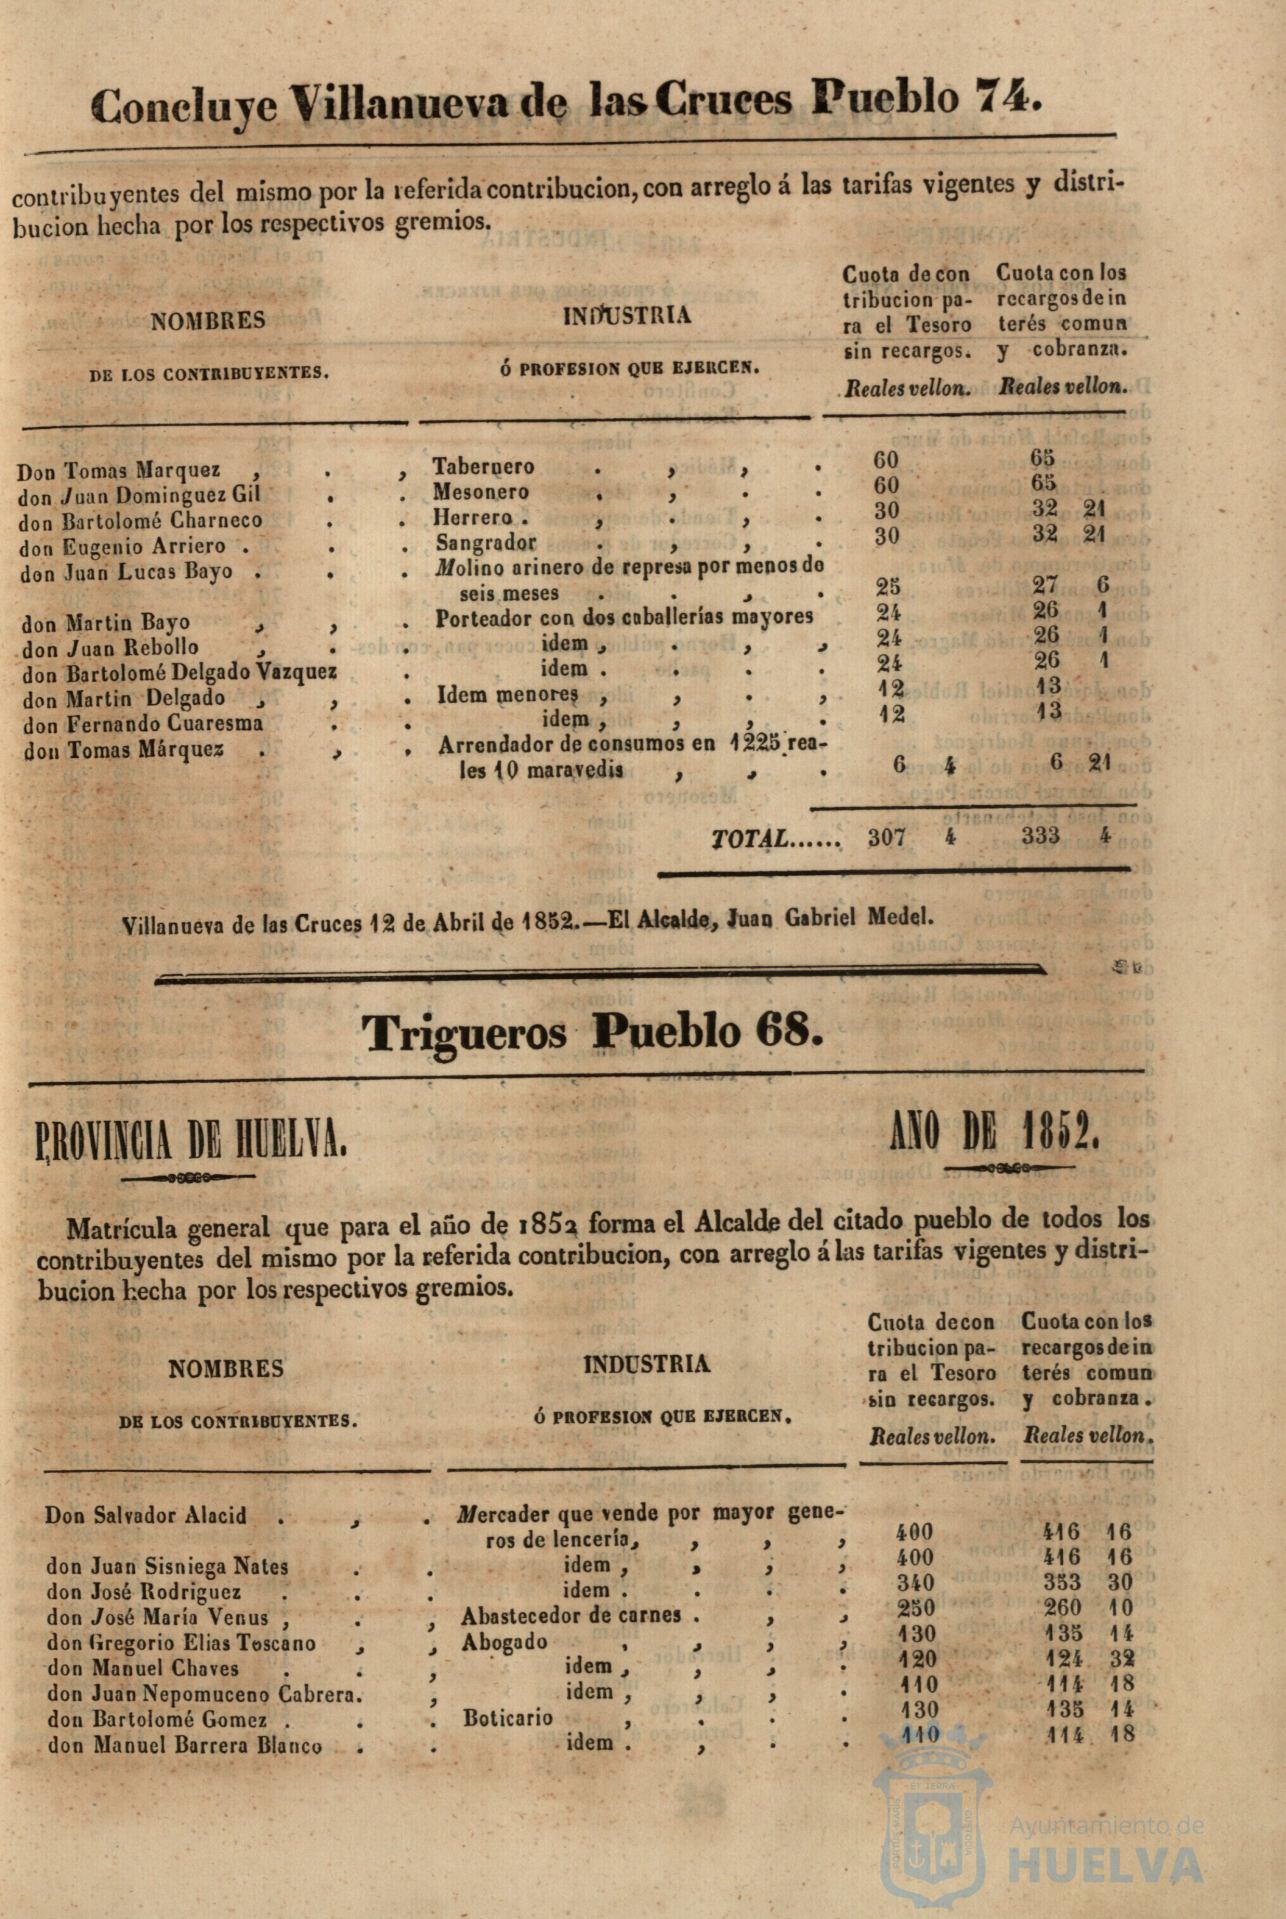 Concluye Villanueva de las Cruces Pueblo 74.
contribuyentes del mismo por la referida contribucion, con arreglo á las tarifas vigentes y distri-
bucion hecha por los respectivos gremios.
NOMBRES
DE LOS CONTRIBUYENTES.
INDUSTRIA
Ó PROFESION QUE EJERCEN.
Cuota de con
tribucion pa-
ra el Tesoro
sin recargos.
Reales vellon.
Cuota con los
recargos de in
terés comun
y cobranza.
Reales vellon.
Don Tomas Marquez , . , Tabernero . , , . 60 65
don Juan Dominguez Gil . . Mesonero . , . . 60 65
don Bartolomé Charneco . . Herrero . , . , . 30 32 21
don Eugenio Arriero . . . Sangrador . , , . 30 32 21
don Juan Lucas Bayo . . . Molino arinero de represa por menos de
seis meses . . , . 25 27 6
don Martin Bayo , , . Porteador con dos caballerías mayores 24 26 1
don Juan Rebollo , . . idem , . , , 24 26 1
don Bartolomé Delgado Vazquez . idem . . . . 24 26 1
don Martin Delgado , , . Idem menores , , . , 12 13
don Fernando Cuaresma . . idem , , , . 12 13
don Tomas Márquez . , , Arrendador de consumos en 1225 rea-
les 10 maravedis , , . 6 4 6 21
TOTAL...... 307 4 333 4
Villanueva de las Cruces 12 de Abril de 1852.—El Alcalde, Juan Gabriel Medel.
Trigueros Pueblo 68.
PROVINCIA DE HUELVA.
AÑO DE 1852.
Matrícula general que para el año de 1852 forma el Alcalde del citado pueblo de todos los
contribuyentes del mismo por la referida contribucion, con arreglo á las tarifas vigentes y distri-
bucion hecha por los respectivos gremios.
NOMBRES
DE LOS CONTRIBUYENTES.
INDUSTRIA
Ó PROFESION QUE EJERCEN.
Cuota de con
tribucion pa-
ra el Tesoro
sin recargos.
Reales vellon.
Cuota con los
recargos de in
terés comun
y cobranza.
Reales vellon.
Don Salvador Alacid . , . Mercader que vende por mayor gene-
ros de lencería, , , , 400 416 16
don Juan Sisniega Nates . . idem , , , , 400 416 16
don José Rodriguez . . . idem . . . . 340 353 30
don José María Venus , . , Abastecedor de carnes . , , 250 260 10
don Gregorio Elias Toscano , , Abogado , , , , 130 135 14
don Manuel Chaves . . , idem , , , . 120 124 32
don Juan Nepomuceno Cabrera. , idem , , , . 110 114 18
don Bartolomé Gomez . . . Boticario , . . . 130 135 14
don Manuel Barrera Blanco . . idem . , . . 110 114 18
Ayuntamiento de
HUELVA